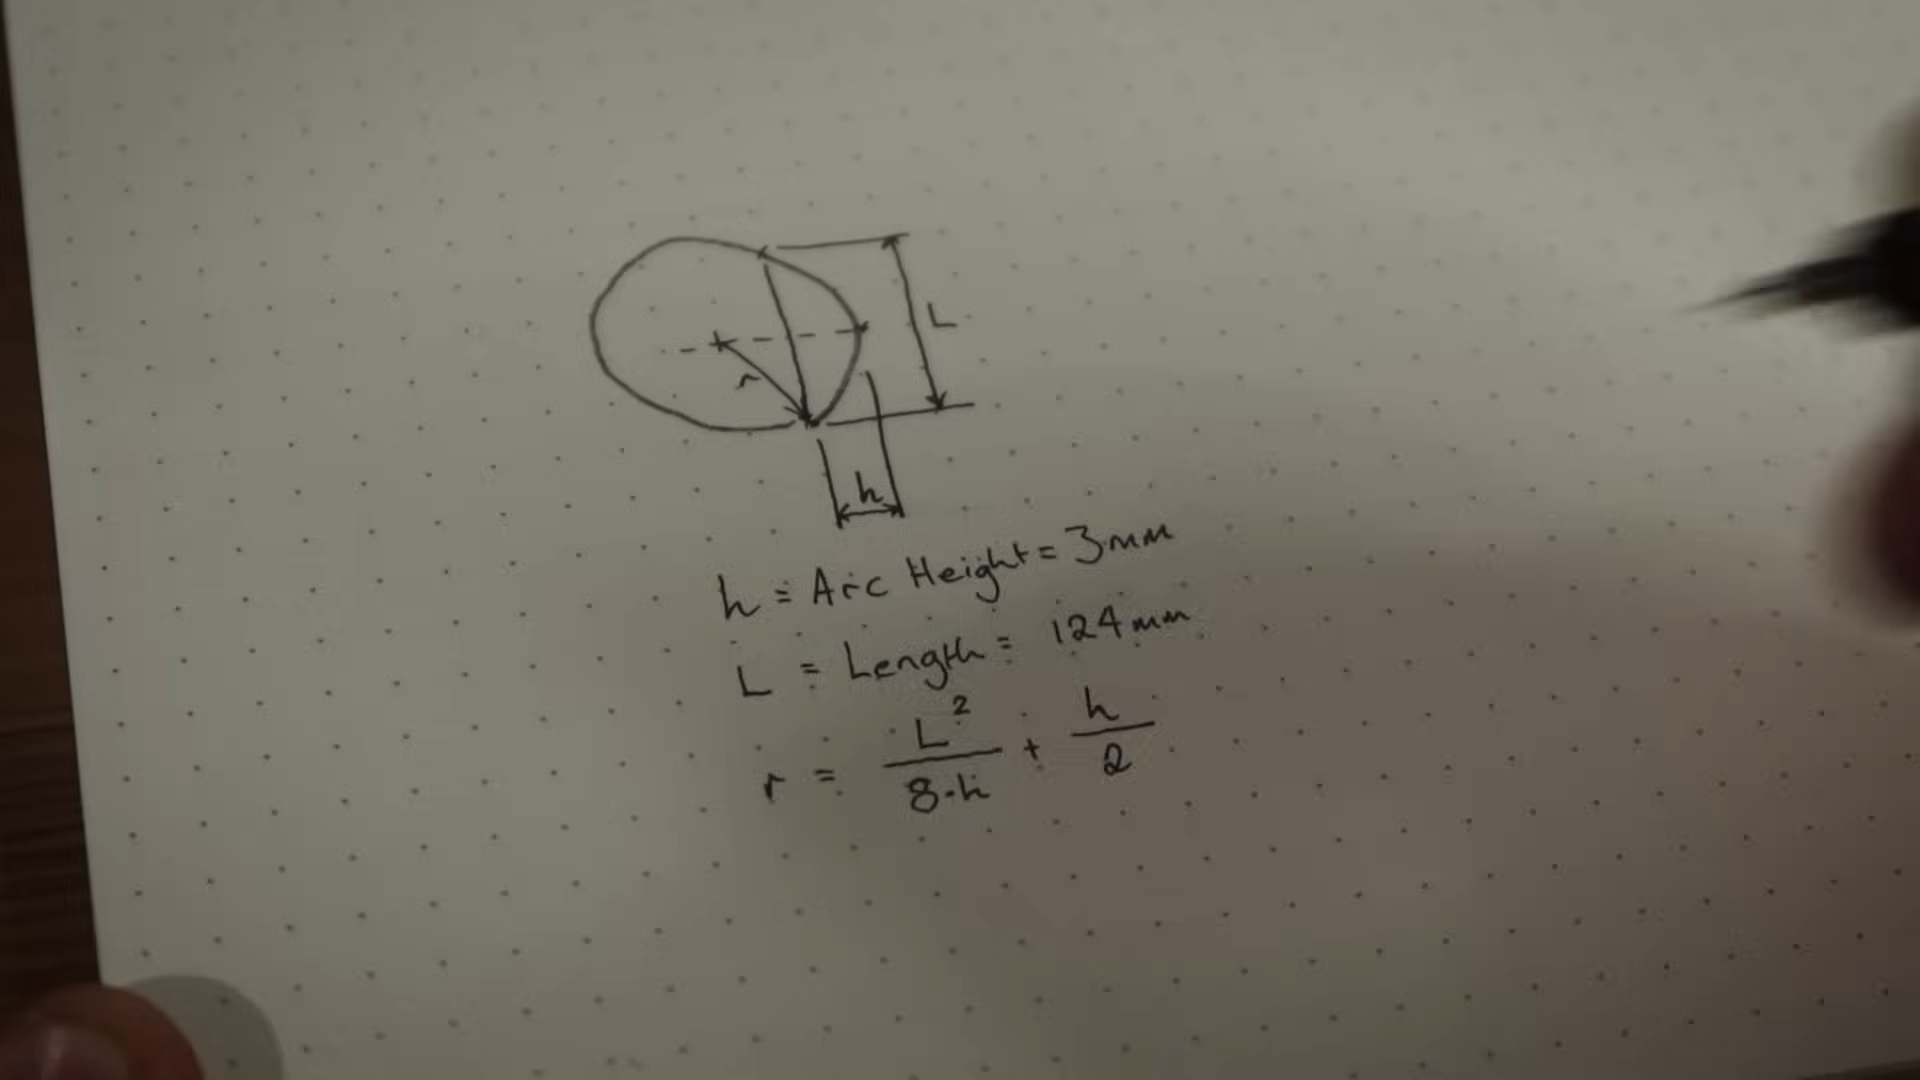 L
r
h
h = Arc Height = 3mm
L = Length = 124mm
r = L²/8·h + h/2